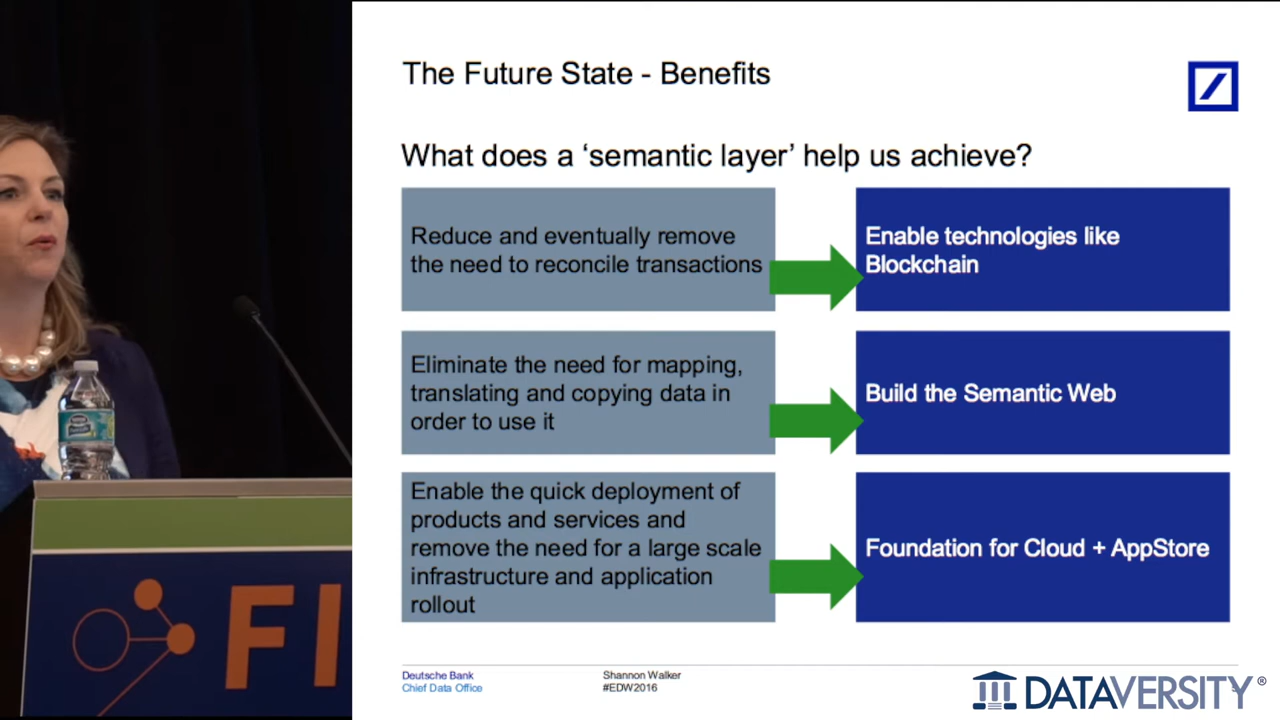 The Future State - Benefits
What does a ‘semantic layer’ help us achieve?
Reduce and eventually remove
the need to reconcile transactions
Enable technologies like
Blockchain
Eliminate the need for mapping,
translating and copying data in
order to use it
Build the Semantic Web
Enable the quick deployment of
products and services and
remove the need for a large scale
infrastructure and application
rollout
Foundation for Cloud + AppStore
Deutsche Bank
Chief Data Office
Shannon Walker
#EDW2016
DATAVERSITY®
FI